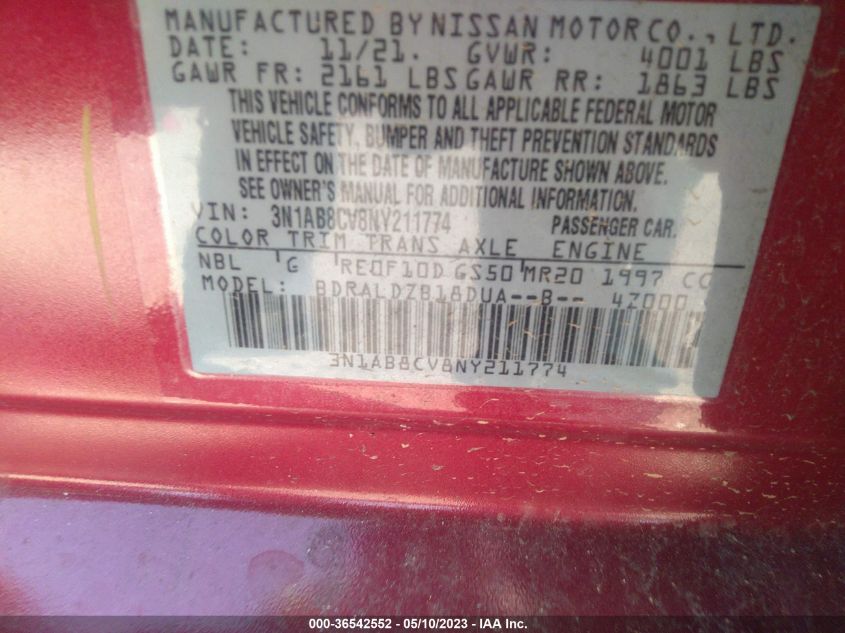 MANUFACTURED BY NISSAN MOTOR CO., LTD.
DATE: 11/21. GVWR: 4001 LBS
GAWR FR: 2161 LBS GAWR RR: 1863 LBS
THIS VEHICLE CONFORMS TO ALL APPLICABLE FEDERAL MOTOR
VEHICLE SAFETY, BUMPER AND THEFT PREVENTION STANDARDS
IN EFFECT ON THE DATE OF MANUFACTURE SHOWN ABOVE.
SEE OWNER'S MANUAL FOR ADDITIONAL INFORMATION.
VIN: 3N1AB8CV8NY211774 PASSENGER CAR.
COLOR TRIM TRANS AXLE ENGINE
NBL G RE0F10D GS50 MR20 1997 CC
MODEL: BDRALDZB18DUA--B-- 4Z000
3N1AB8CV8NY211774
000-36542552 - 05/10/2023 - IAA Inc.